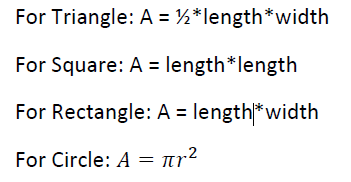 For Triangle: A = ½*length*width
For Square: A = length*length
For Rectangle: A = length*width
For Circle: A = πr²